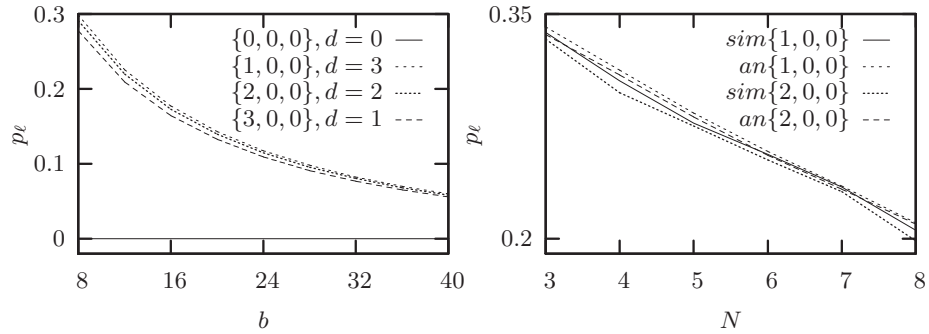 0.3
0.2
0.1
0
pℓ
{0, 0, 0}, d = 0
{1, 0, 0}, d = 3
{2, 0, 0}, d = 2
{3, 0, 0}, d = 1
8 16 24 32 40
b
0.35
0.2
pℓ
sim{1, 0, 0}
an{1, 0, 0}
sim{2, 0, 0}
an{2, 0, 0}
3 4 5 6 7 8
N